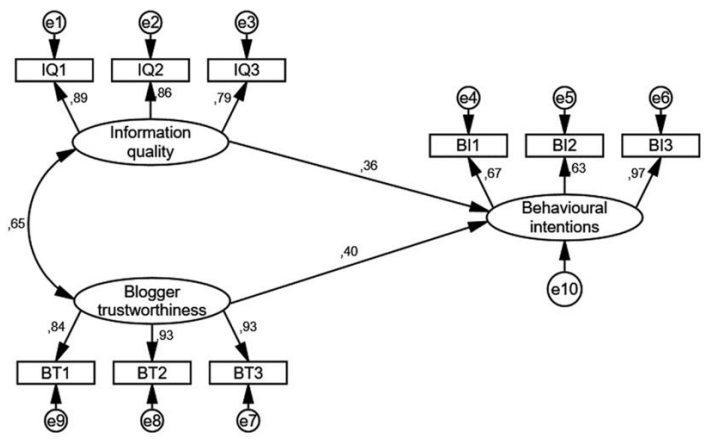 e1 e2 e3
IQ1 IQ2 IQ3
,89 ,86 ,79
Information
quality
e4 e5 e6
BI1 BI2 BI3
,67 ,63 ,97
,36
Behavioural
intentions
,65
,40
e10
Blogger
trustworthiness
,84 ,93 ,93
BT1 BT2 BT3
e9 e8 e7